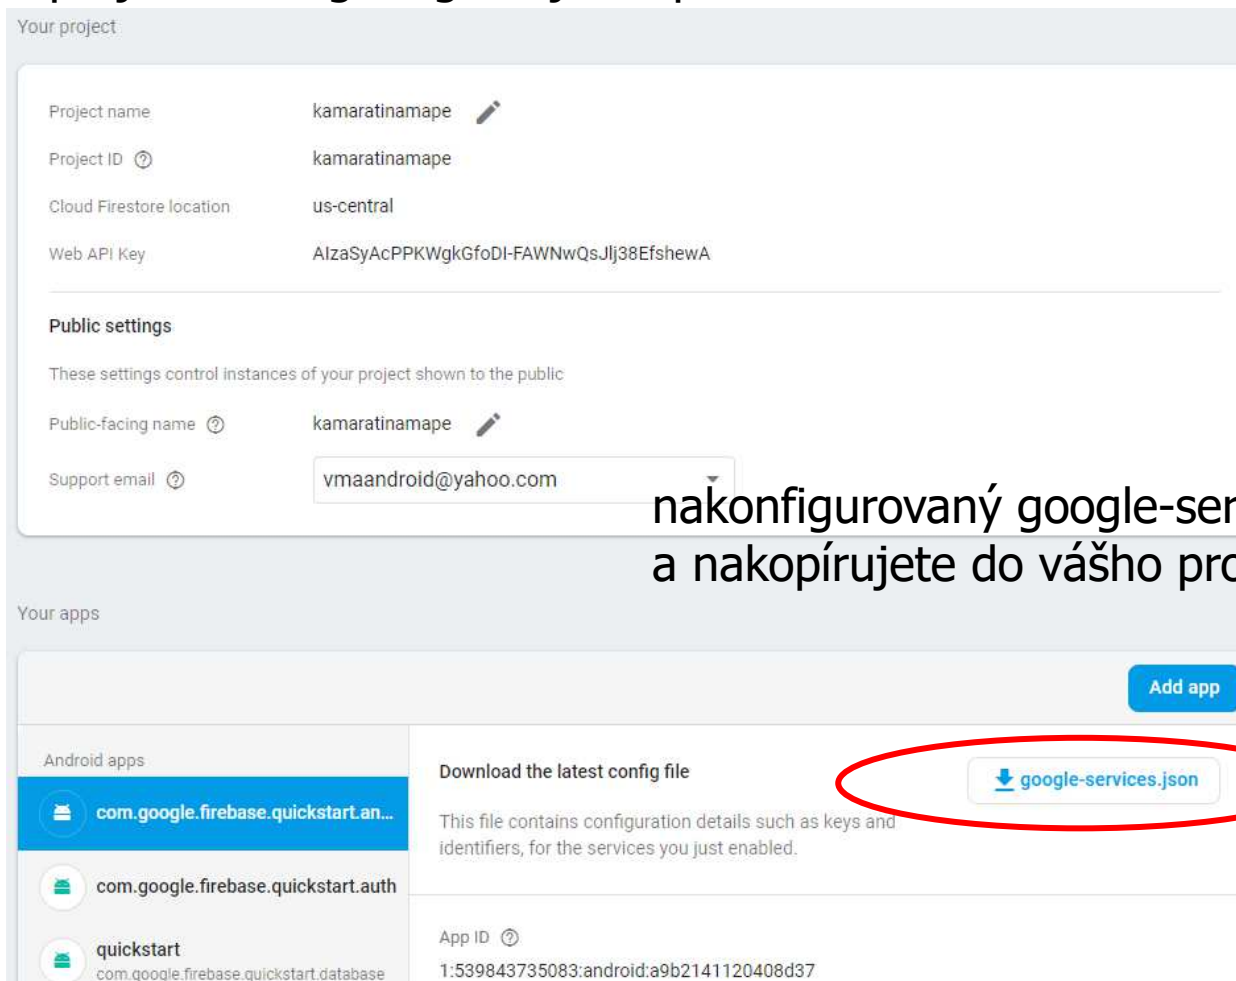 Your project
Project name kamaratinamape
Project ID kamaratinamape
Cloud Firestore location us-central
Web API Key AIzaSyAcPPKWgkGfoDI-FAWNwQsJlj38EfshewA
Public settings
These settings control instances of your project shown to the public
Public-facing name kamaratinamape
Support email vmaandroid@yahoo.com
nakonfigurovaný google-ser
a nakopírujete do vášho pro
Your apps
Add app
Android apps
com.google.firebase.quickstart.an...
com.google.firebase.quickstart.auth
quickstart
com.google.firebase.quickstart.database
Download the latest config file
google-services.json
This file contains configuration details such as keys and
identifiers, for the services you just enabled.
App ID
1:539843735083:android:a9b2141120408d37